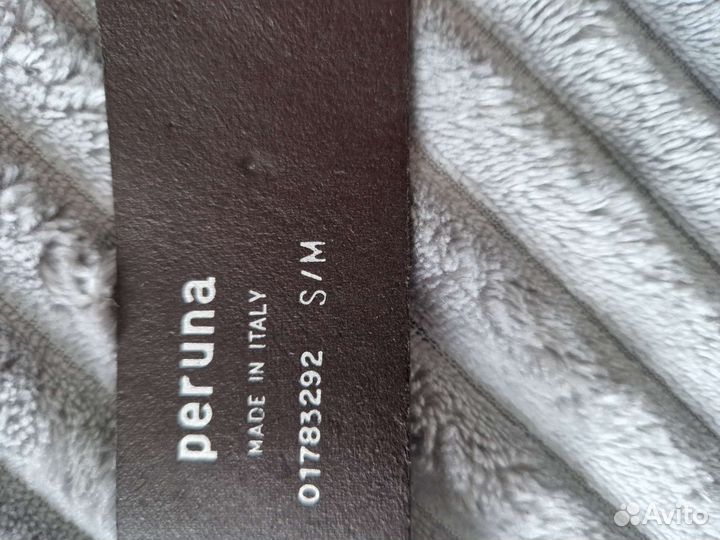 peruna
MADE IN ITALY
01783292 S/M
Avito